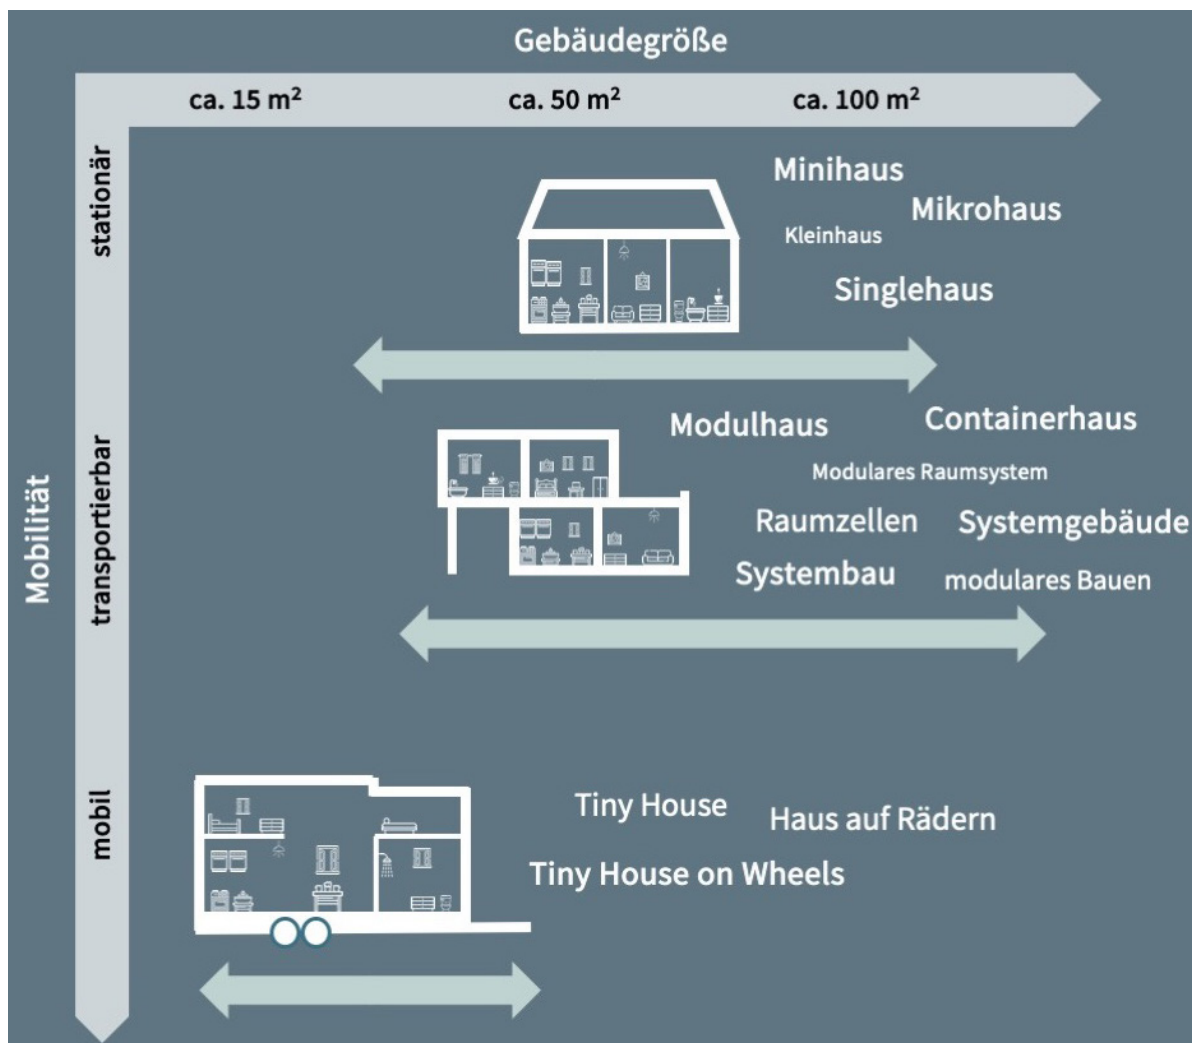 Gebäudegröße
ca. 15 m² ca. 50 m² ca. 100 m²
Mobilität
stationär
Minihaus
Mikrohaus
Kleinhaus
Singlehaus
transportierbar
Modulhaus
Containerhaus
Modulares Raumsystem
Raumzellen
Systemgebäude
Systembau
modulares Bauen
mobil
Tiny House
Haus auf Rädern
Tiny House on Wheels